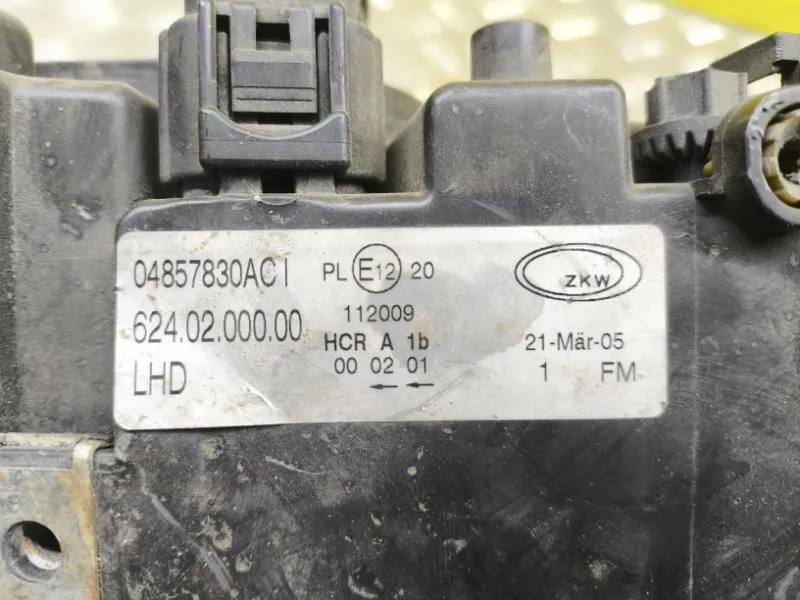 04857830AC I
624.02.000.00
LHD
PL E12 20
112009
HCR A 1b
00 02 01
ZKW
21-Mär-05
1 FM